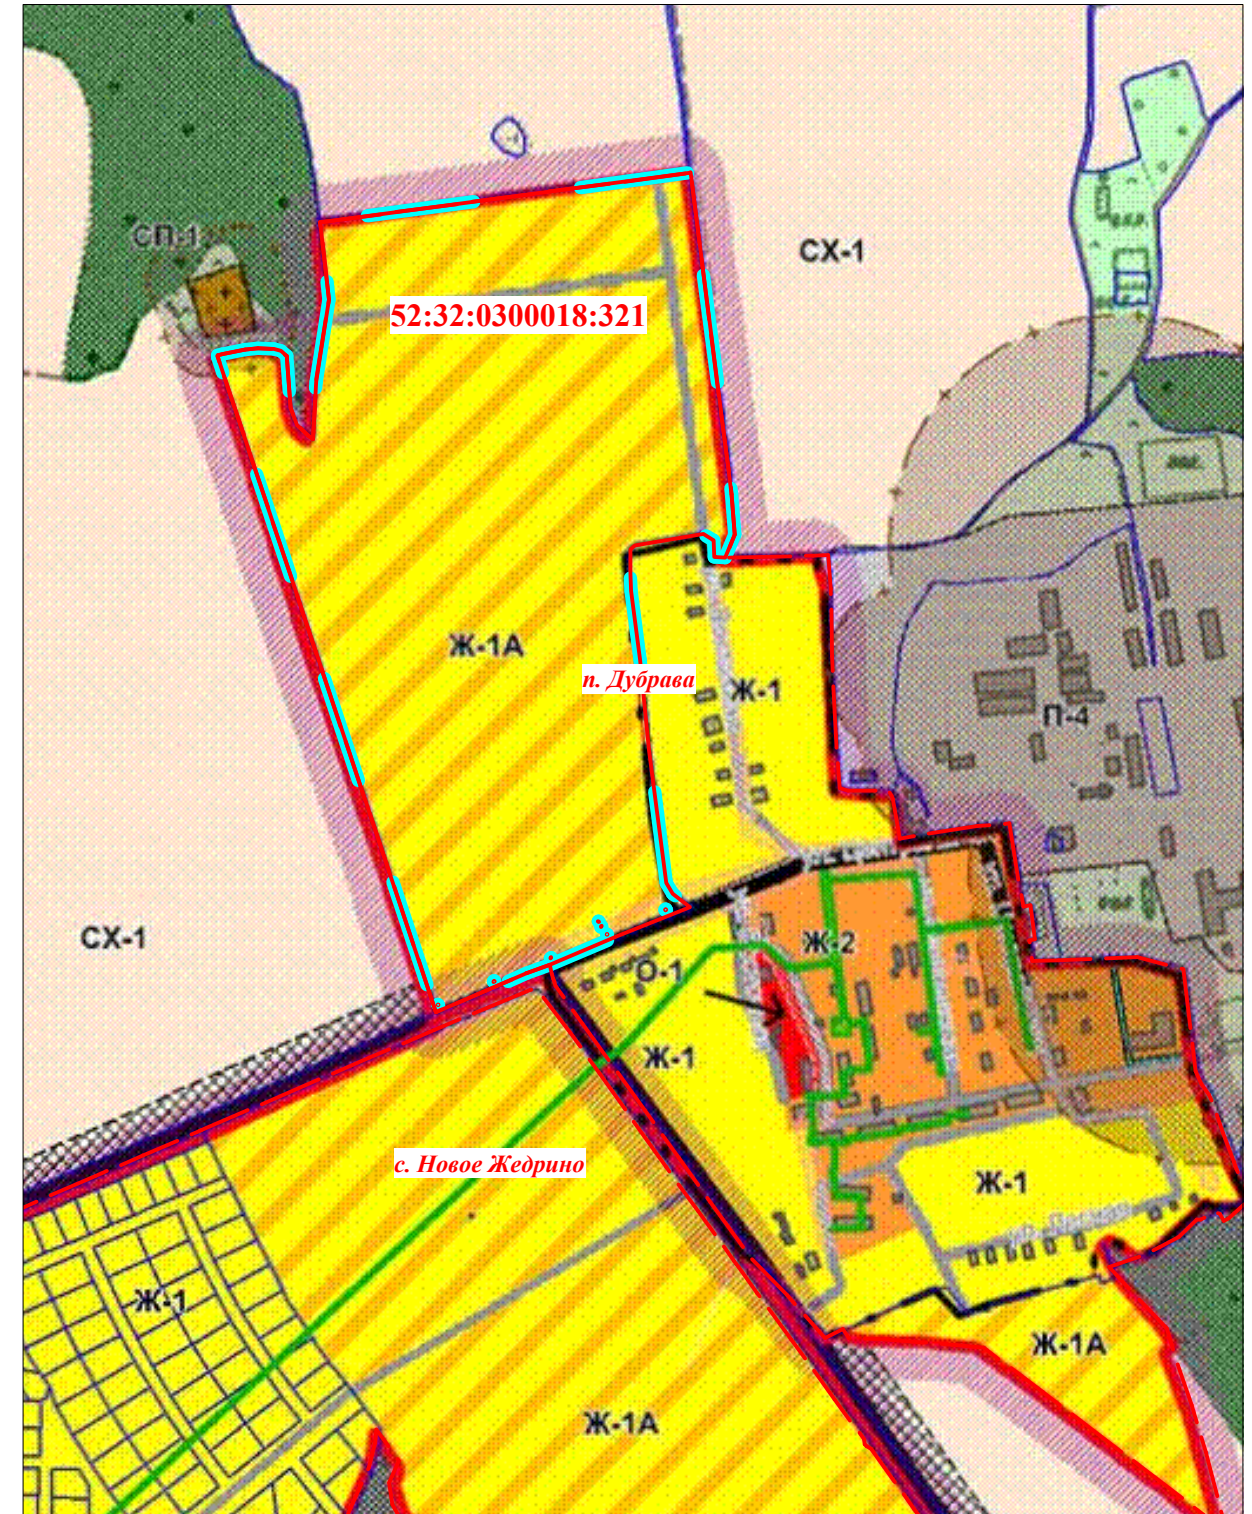 СП-1
СХ-1
52:32:0300018:321
Ж-1А
п. Дубрава
Ж-1
П-4
СХ-1
Ж-2
О-1
Ж-1
с. Новое Жедрино
Ж-1
Ж-1
Ж-1А
Ж-1А